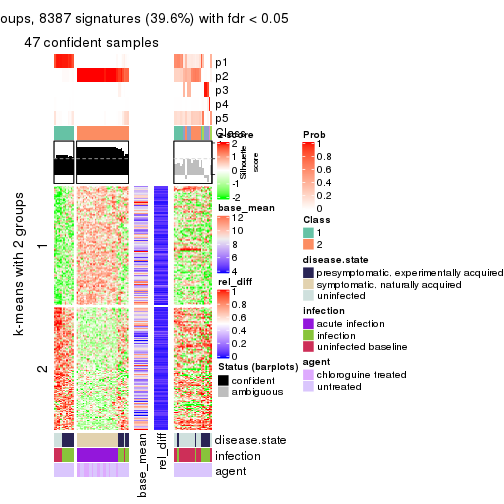 oups, 8387 signatures (39.6%) with fdr < 0.05
47 confident samples
p1
p2
p3
p4
p5
Class
Silhouette
score
1
2
k-means with 2 groups
disease.state
infection
agent
base_mean
rel_diff
z-score
2
1
0
-1
-2
base_mean
12
10
8
6
4
rel_diff
1
0.8
0.6
0.4
0.2
0
Status (barplots)
confident
ambiguous
Prob
1
0.8
0.6
0.4
0.2
0
Class
1
2
disease.state
presymptomatic. experimentally acquired
symptomatic. naturally acquired
uninfected
infection
acute infection
infection
uninfected baseline
agent
chloroguine treated
untreated